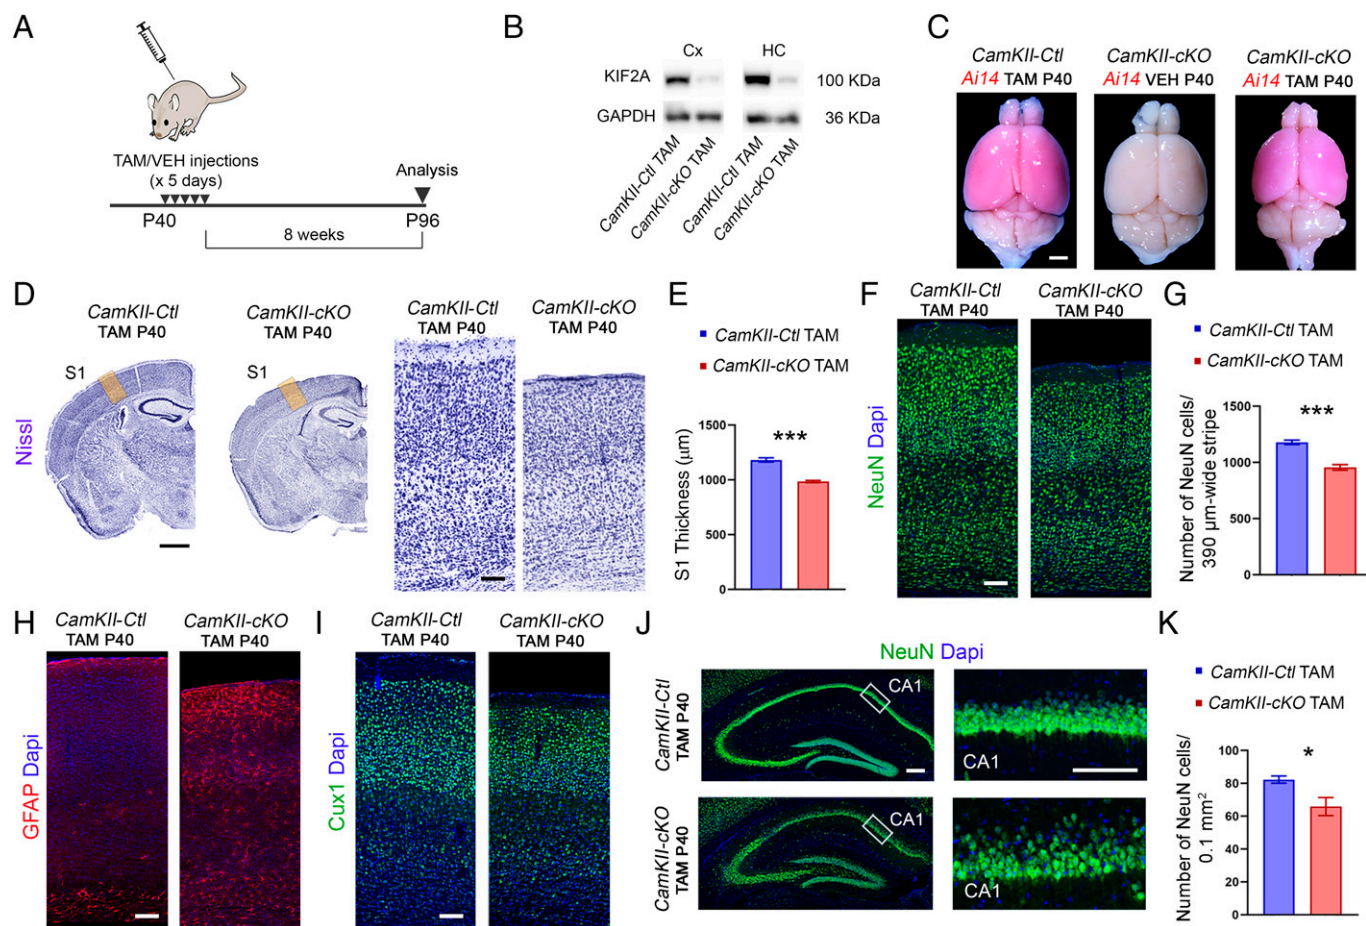 A
TAM/VEH injections
(x 5 days)
Analysis
P40
P96
8 weeks
B
Cx
HC
KIF2A
100 KDa
GAPDH
36 KDa
CamKII-Ctl TAM
CamKII-cKO TAM
CamKII-Ctl TAM
CamKII-cKO TAM
C
CamKII-Ctl
Ai14 TAM P40
CamKII-cKO
Ai14 VEH P40
CamKII-cKO
Ai14 TAM P40
D
CamKII-Ctl
TAM P40
CamKII-cKO
TAM P40
CamKII-Ctl
TAM P40
CamKII-cKO
TAM P40
Nissl
S1
S1
E
CamKII-Ctl TAM
CamKII-cKO TAM
S1 Thickness (μm)
1500
1000
500
0
***
F
CamKII-Ctl
TAM P40
CamKII-cKO
TAM P40
NeuN Dapi
G
CamKII-Ctl TAM
CamKII-cKO TAM
Number of NeuN cells/
390 μm-wide stripe
1500
1000
500
0
***
H
CamKII-Ctl
TAM P40
CamKII-cKO
TAM P40
GFAP Dapi
I
CamKII-Ctl
TAM P40
CamKII-cKO
TAM P40
Cux1 Dapi
J
NeuN Dapi
CamKII-Ctl
TAM P40
CA1
CA1
CamKII-cKO
TAM P40
CA1
CA1
K
CamKII-Ctl TAM
CamKII-cKO TAM
Number of NeuN cells/
0.1 mm²
100
80
60
40
20
0
*